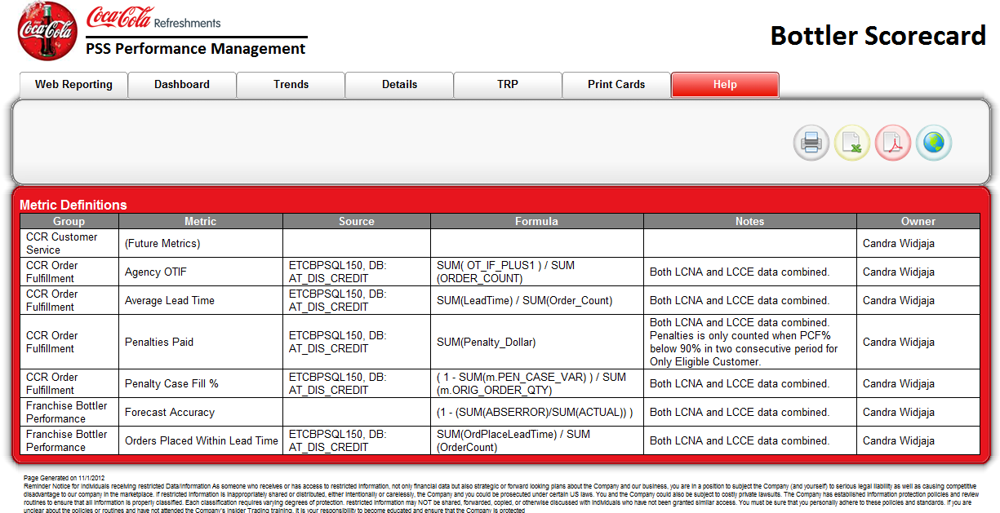 Coca-Cola
Coca-Cola Refreshments
PSS Performance Management
Bottler Scorecard
Web Reporting Dashboard Trends Details TRP Print Cards Help
Metric Definitions
Group Metric Source Formula Notes Owner
CCR Customer
Service
(Future Metrics)
Candra Widjaja
CCR Order
Fulfillment
Agency OTIF
ETCBPSQL150, DB:
AT_DIS_CREDIT
SUM( OT_IF_PLUS1 ) / SUM
(ORDER_COUNT)
Both LCNA and LCCE data combined.
Candra Widjaja
CCR Order
Fulfillment
Average Lead Time
ETCBPSQL150, DB:
AT_DIS_CREDIT
SUM(LeadTime) / SUM(Order_Count)
Both LCNA and LCCE data combined.
Candra Widjaja
CCR Order
Fulfillment
Penalties Paid
ETCBPSQL150, DB:
AT_DIS_CREDIT
SUM(Penalty_Dollar)
Both LCNA and LCCE data combined.
Penalties is only counted when PCF%
below 90% in two consecutive period for
Only Eligible Customer.
Candra Widjaja
CCR Order
Fulfillment
Penalty Case Fill %
ETCBPSQL150, DB:
AT_DIS_CREDIT
( 1 - SUM(m.PEN_CASE_VAR) ) / SUM
(m.ORIG_ORDER_QTY)
Both LCNA and LCCE data combined.
Candra Widjaja
Franchise Bottler
Performance
Forecast Accuracy
(1 - (SUM(ABSERROR)/SUM(ACTUAL)) )
Both LCNA and LCCE data combined.
Candra Widjaja
Franchise Bottler
Performance
Orders Placed Within Lead Time
ETCBPSQL150, DB:
AT_DIS_CREDIT
SUM(OrdPlaceLeadTime) / SUM
(OrderCount)
Both LCNA and LCCE data combined.
Candra Widjaja
Page Generated on 11/1/2012
Reminder Notice for individuals receiving restricted Data/Information As someone who receives or has access to restricted information, not only financial data but also strategic or forward looking plans about the Company and our business, you are in a position to subject the Company (and yourself) to serious legal liability as well as causing competitive
disadvantage to our company in the marketplace. If restricted information is inappropriately shared or distributed, either intentionally or carelessly, the Company and you could be prosecuted under certain US laws. You and the Company could also be subject to costly private lawsuits. The Company has established information protection policies and review
routines to ensure that all information is properly classified. Each classification requires varying degrees of protection. restricted information may NOT be shared, forwarded, copied, or otherwise discussed with individuals who have not been granted similar access. You must be sure that you personally adhere to these policies and standards. If you are
unclear about the policies or routines and have not attended the Company's Insider Trading training, it is your responsibility to become educated and ensure that the Company is protected